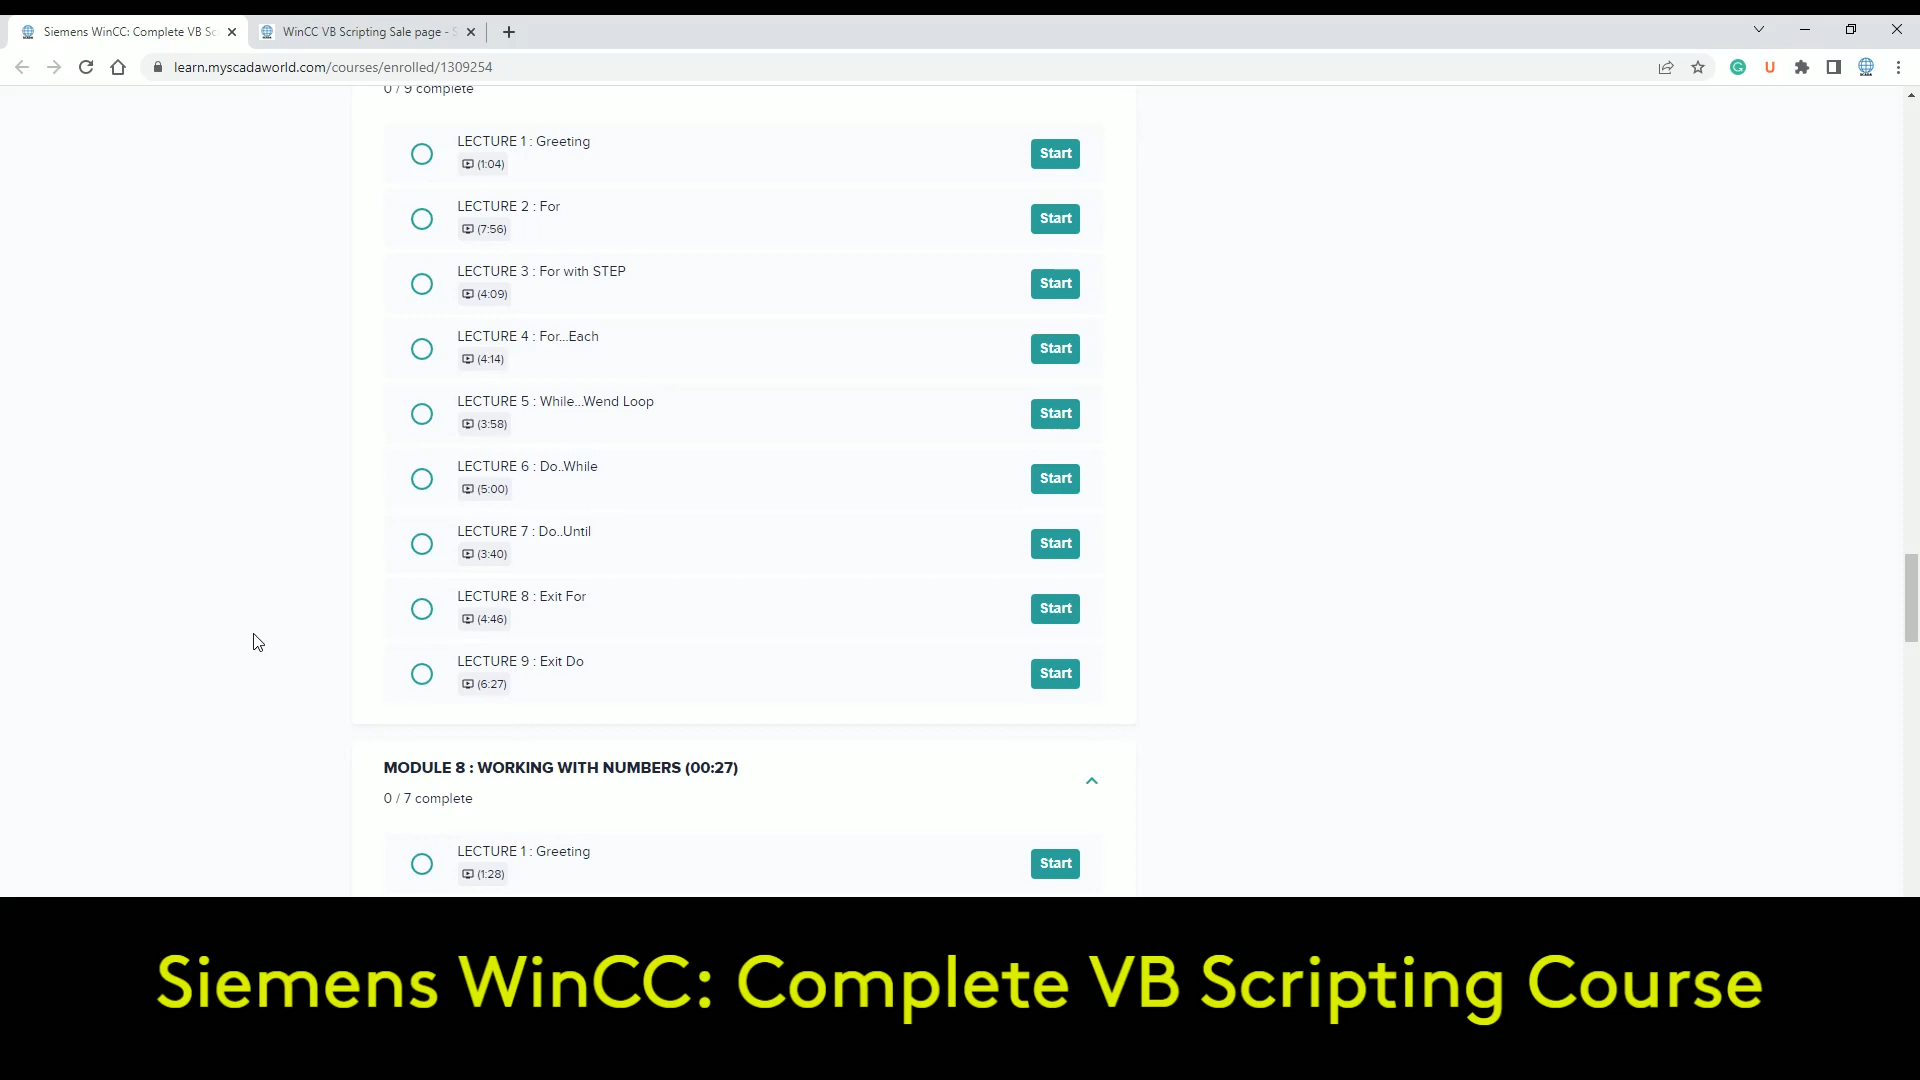 Siemens WinCC: Complete VB Sc
WinCC VB Scripting Sale page - S
learn.myscadaworld.com/courses/enrolled/1309254
0 / 9 complete
LECTURE 1 : Greeting
(1:04)
Start
LECTURE 2 : For
(7:56)
Start
LECTURE 3 : For with STEP
(4:09)
Start
LECTURE 4 : For...Each
(4:14)
Start
LECTURE 5 : While...Wend Loop
(3:58)
Start
LECTURE 6 : Do..While
(5:00)
Start
LECTURE 7 : Do..Until
(3:40)
Start
LECTURE 8 : Exit For
(4:46)
Start
LECTURE 9 : Exit Do
(6:27)
Start
MODULE 8 : WORKING WITH NUMBERS (00:27)
0 / 7 complete
LECTURE 1 : Greeting
(1:28)
Start
Siemens WinCC: Complete VB Scripting Course